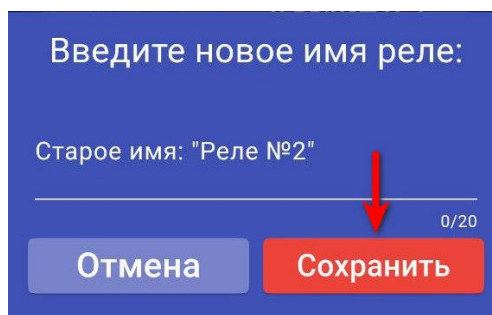 Введите новое имя реле:
Старое имя: "Реле №2"
0/20
Отмена
Сохранить